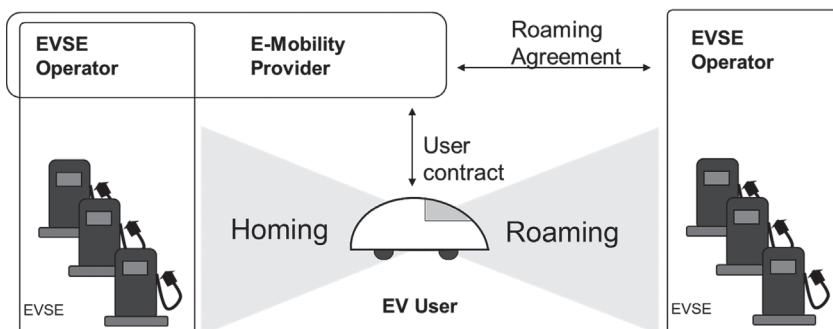 EVSE
Operator
E-Mobility
Provider
Roaming
Agreement
EVSE
Operator
User
contract
Homing
Roaming
EVSE
EV User
EVSE